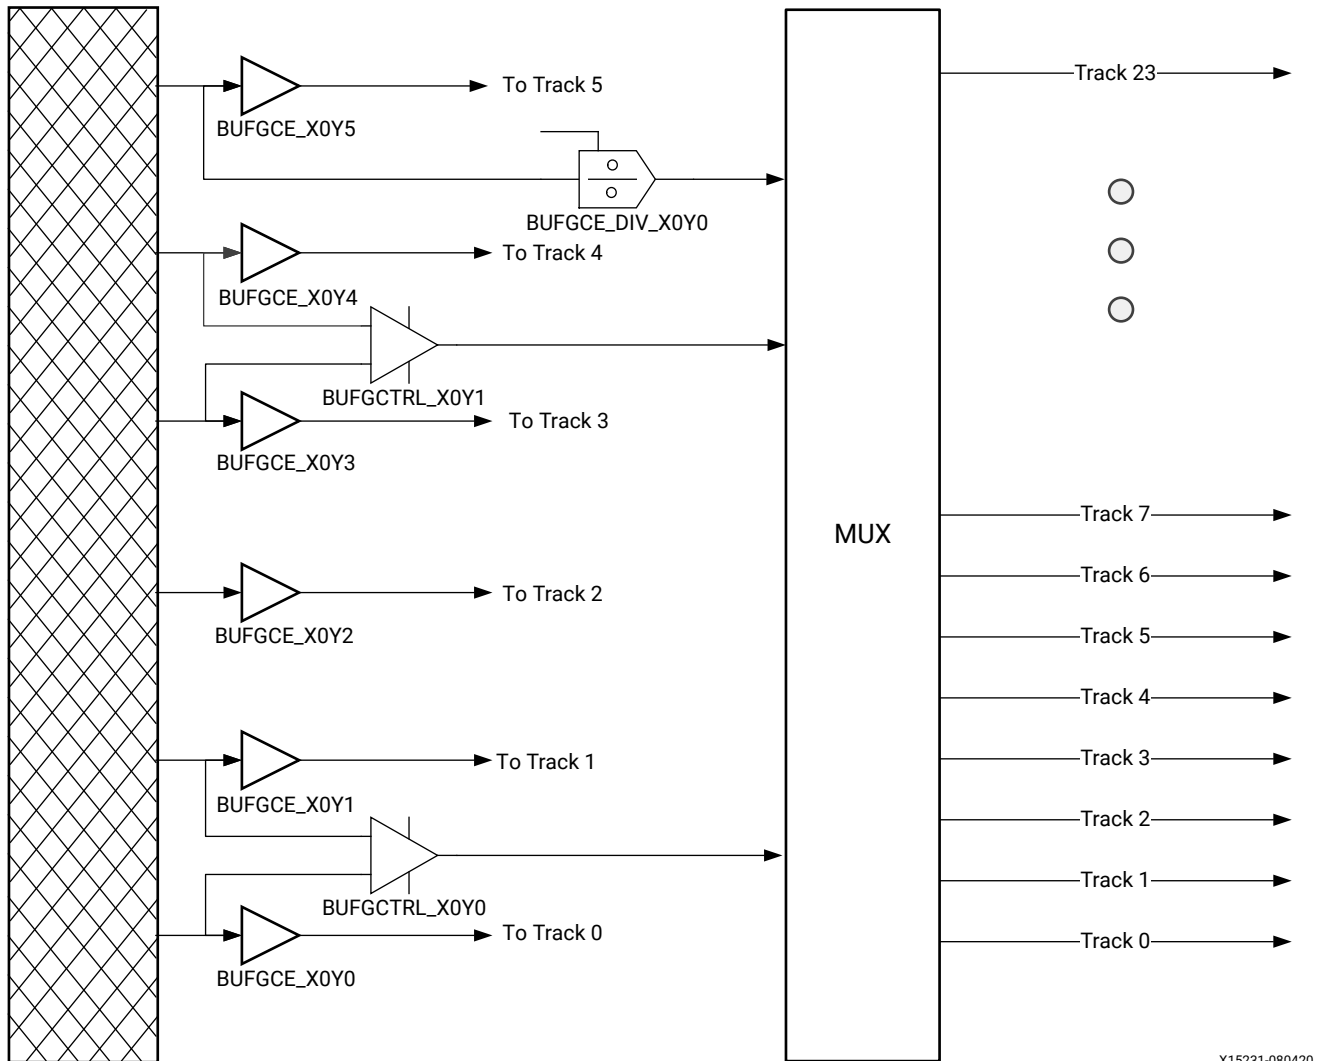 To Track 5
Track 23
BUFGCE_X0Y5
BUFGCE_DIV_X0Y0
To Track 4
BUFGCE_X0Y4
BUFGCTRL_X0Y1
To Track 3
BUFGCE_X0Y3
MUX
Track 7
Track 6
To Track 2
BUFGCE_X0Y2
Track 5
Track 4
To Track 1
Track 3
BUFGCE_X0Y1
Track 2
Track 1
BUFGCTRL_X0Y0
To Track 0
Track 0
BUFGCE_X0Y0
X15231-080420